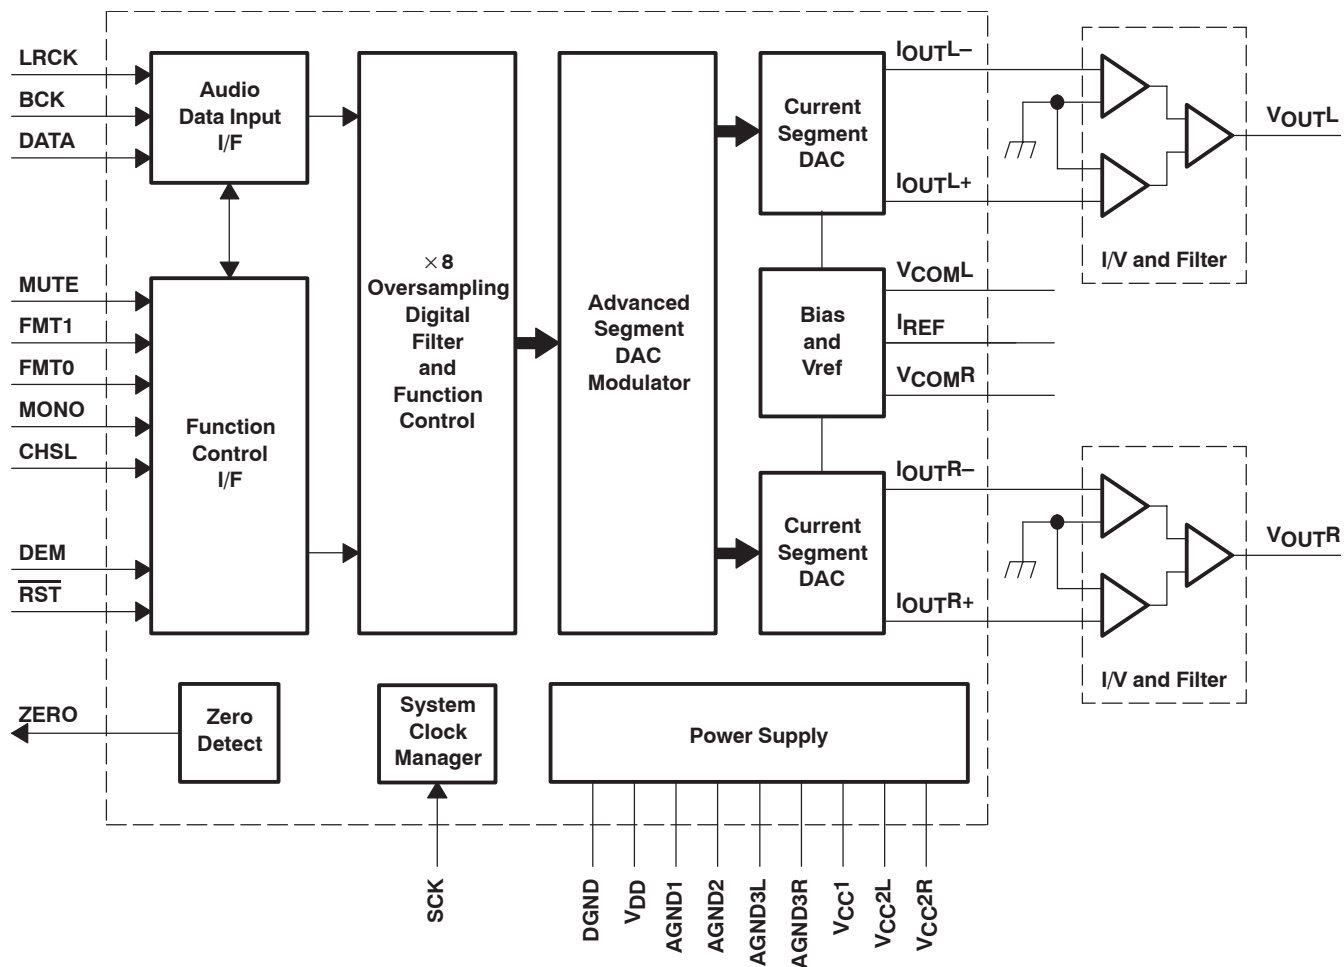 LRCK
BCK
DATA
Audio
Data Input
I/F
MUTE
FMT1
FMT0
MONO
CHSL
DEM
RST
Function
Control
I/F
× 8
Oversampling
Digital
Filter
and
Function
Control
Advanced
Segment
DAC
Modulator
Current
Segment
DAC
Bias
and
Vref
Current
Segment
DAC
IOUTL–
IOUTL+
VCOML
IREF
VCOMR
IOUTR–
IOUTR+
VOUTL
I/V and Filter
VOUTR
I/V and Filter
ZERO
Zero
Detect
System
Clock
Manager
Power Supply
SCK
DGND
VDD
AGND1
AGND2
AGND3L
AGND3R
VCC1
VCC2L
VCC2R